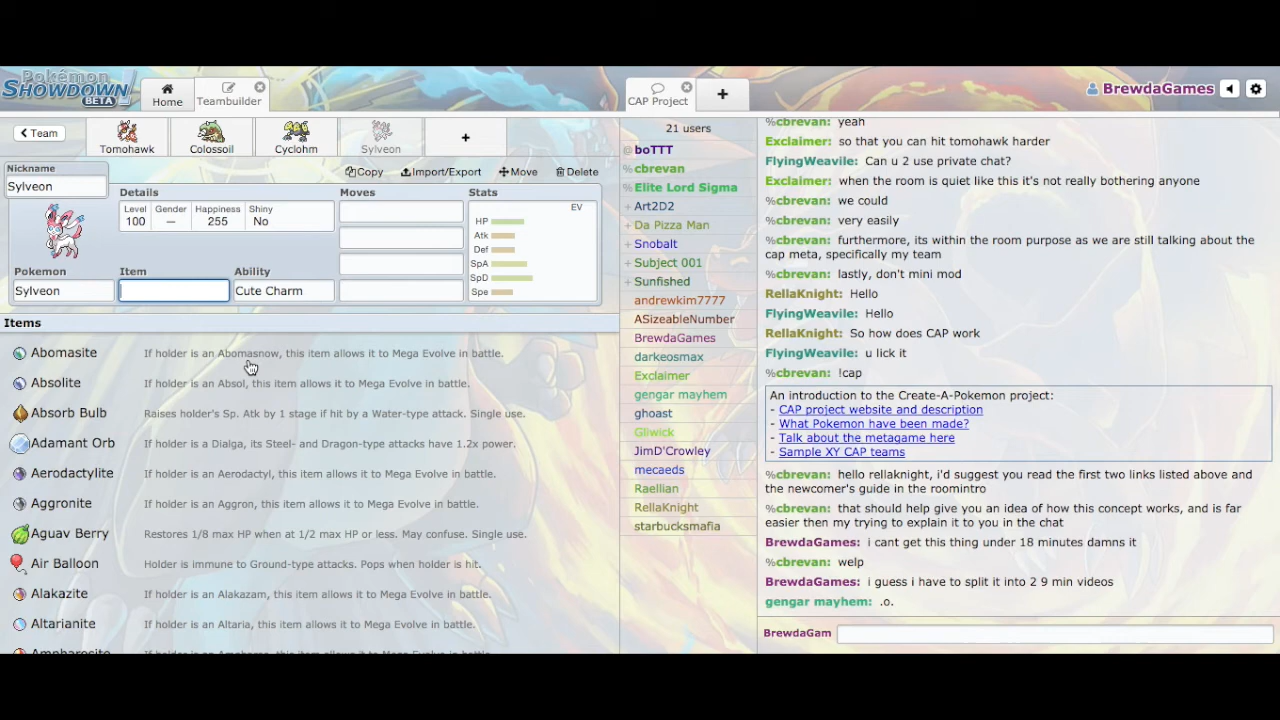 Pokémon
SHOWDOWN
BETA
Home
Teambuilder
CAP Project
+
BrewdaGames
Team
Tomohawk
Colossoil
Cyclohm
Sylveon
+
Copy
Import/Export
Move
Delete
Nickname
Sylveon
Details
Level Gender Happiness Shiny
100 — 255 No
Moves
Stats
EV
HP
Atk
Def
SpA
SpD
Spe
Pokemon
Sylveon
Item
Ability
Cute Charm
Items
Abomasite If holder is an Abomasnow, this item allows it to Mega Evolve in battle.
Absolite If holder is an Absol, this item allows it to Mega Evolve in battle.
Absorb Bulb Raises holder's Sp. Atk by 1 stage if hit by a Water-type attack. Single use.
Adamant Orb If holder is a Dialga, its Steel- and Dragon-type attacks have 1.2x power.
Aerodactylite If holder is an Aerodactyl, this item allows it to Mega Evolve in battle.
Aggronite If holder is an Aggron, this item allows it to Mega Evolve in battle.
Aguav Berry Restores 1/8 max HP when at 1/2 max HP or less. May confuse. Single use.
Air Balloon Holder is immune to Ground-type attacks. Pops when holder is hit.
Alakazite If holder is an Alakazam, this item allows it to Mega Evolve in battle.
Altarianite If holder is an Altaria, this item allows it to Mega Evolve in battle.
Ampharosite If holder is an Ampharos, this item allows it to Mega Evolve in battle.
21 users
@boTTT
%cbrevan
%Elite Lord Sigma
+Art2D2
+Da Pizza Man
+Snobalt
+Subject 001
+Sunfished
andrewkim7777
ASizeableNumber
BrewdaGames
darkeosmax
Exclaimer
gengar mayhem
ghoast
Gliwick
JimD'Crowley
mecaeds
Raellian
RellaKnight
starbucksmafia
%cbrevan: yeah
Exclaimer: so that you can hit tomohawk harder
FlyingWeavile: Can u 2 use private chat?
Exclaimer: when the room is quiet like this it's not really bothering anyone
%cbrevan: we could
%cbrevan: very easily
%cbrevan: furthermore, its within the room purpose as we are still talking about the
cap meta, specifically my team
%cbrevan: lastly, don't mini mod
RellaKnight: Hello
FlyingWeavile: Hello
RellaKnight: So how does CAP work
FlyingWeavile: u lick it
%cbrevan: !cap
An introduction to the Create-A-Pokemon project:
- CAP project website and description
- What Pokemon have been made?
- Talk about the metagame here
- Sample XY CAP teams
%cbrevan: hello rellaknight, i'd suggest you read the first two links listed above and
the newcomer's guide in the roomintro
%cbrevan: that should help give you an idea of how this concept works, and is far
easier then my trying to explain it to you in the chat
BrewdaGames: i cant get this thing under 18 minutes damns it
%cbrevan: welp
BrewdaGames: i guess i have to split it into 2 9 min videos
gengar mayhem: .o.
BrewdaGam